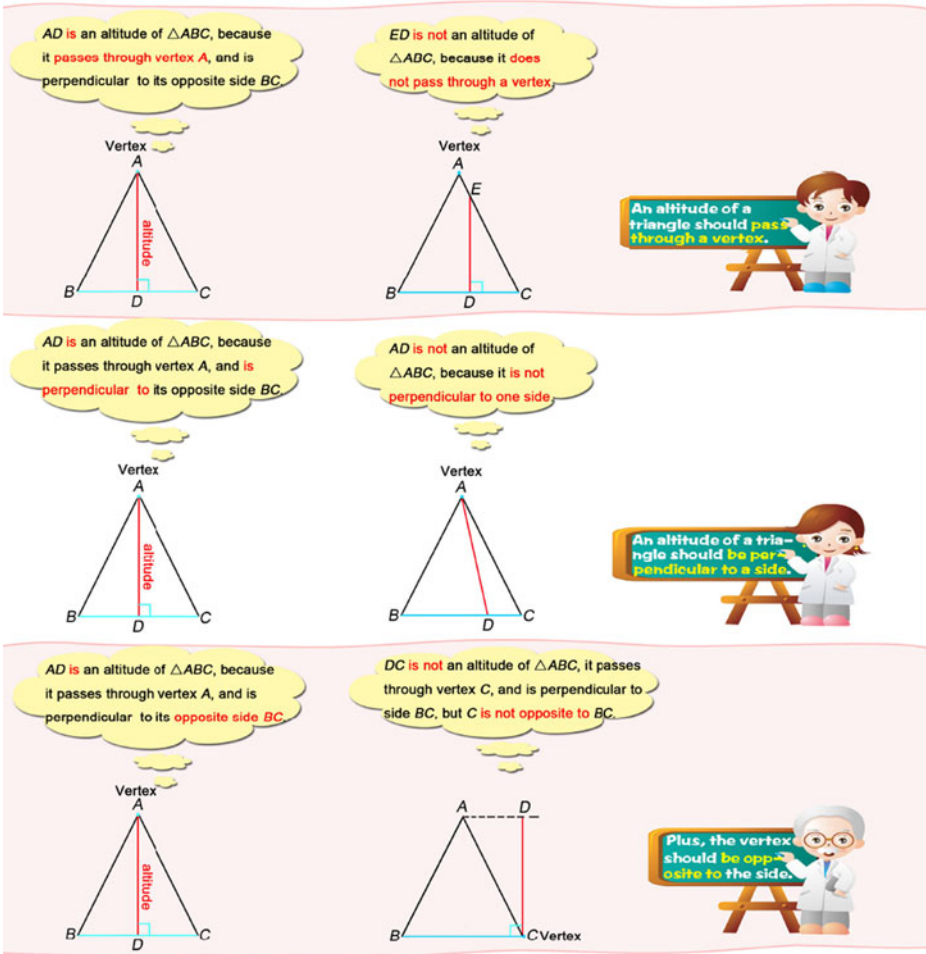 AD is an altitude of △ABC, because
it passes through vertex A, and is
perpendicular to its opposite side BC.
Vertex
A
altitude
B
D
C
ED is not an altitude of
△ABC, because it does
not pass through a vertex.
Vertex
A
E
B
D
C
An altitude of a
triangle should pass
through a vertex.
AD is an altitude of △ABC, because
it passes through vertex A, and is
perpendicular to its opposite side BC.
Vertex
A
altitude
B
D
C
AD is not an altitude of
△ABC, because it is not
perpendicular to one side.
Vertex
A
B
D
C
An altitude of a tria-
ngle should be per-
pendicular to a side.
AD is an altitude of △ABC, because
it passes through vertex A, and is
perpendicular to its opposite side BC.
Vertex
A
altitude
B
D
C
DC is not an altitude of △ABC, it passes
through vertex C, and is perpendicular to
side BC, but C is not opposite to BC.
A
D
B
C Vertex
Plus, the vertex
should be opp-
osite to the side.